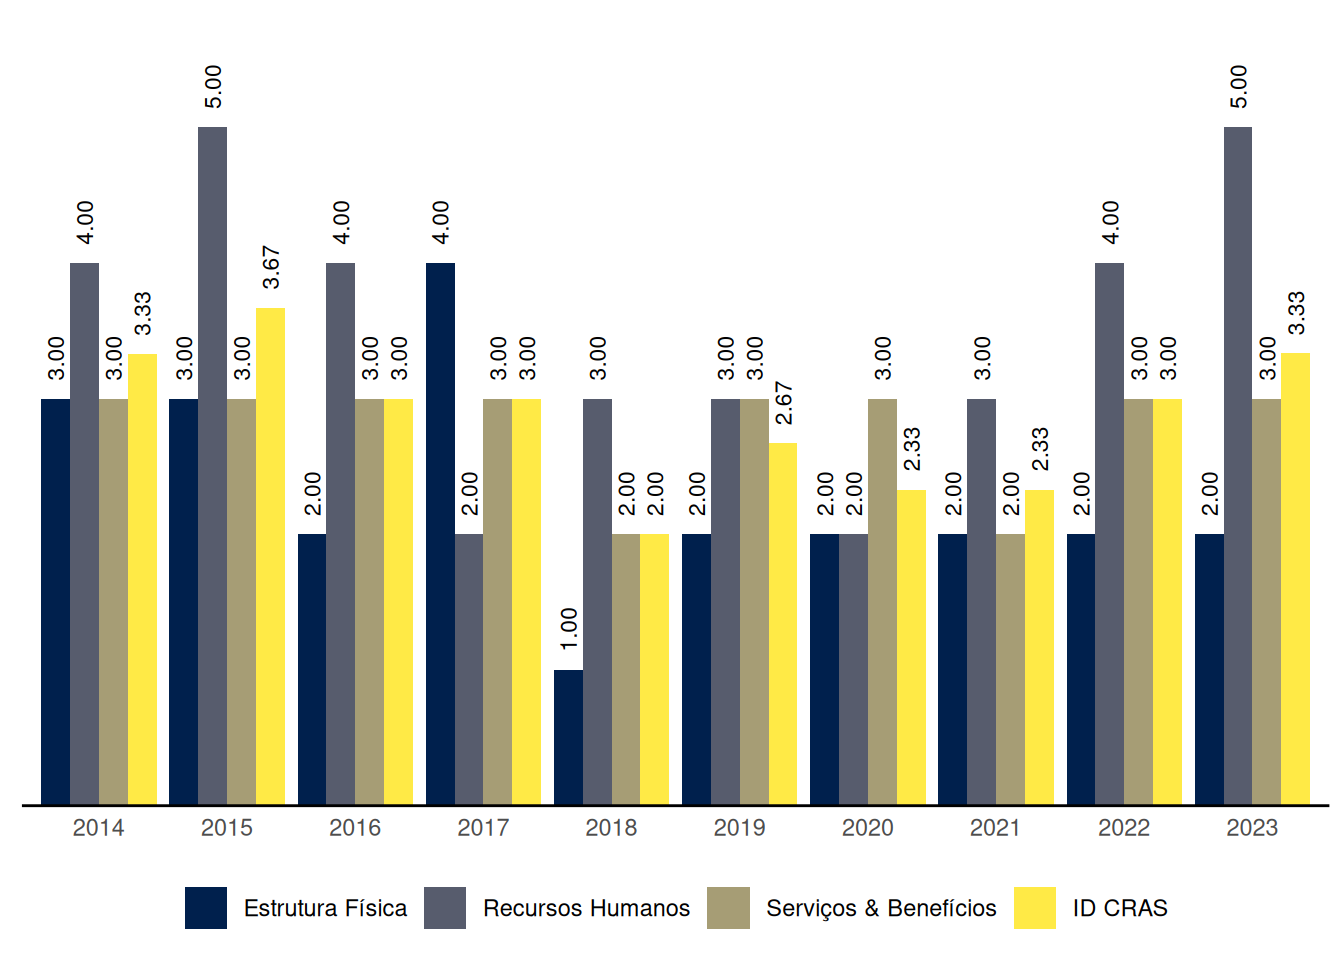 3.00 4.00 3.00 3.33
3.00 5.00 3.00 3.67
2.00 4.00 3.00 3.00
4.00 2.00 3.00 3.00
1.00 3.00 2.00 2.00
2.00 3.00 3.00 2.67
2.00 2.00 3.00 2.33
2.00 3.00 2.00 2.33
2.00 4.00 3.00 3.00
2.00 5.00 3.00 3.33
2014 2015 2016 2017 2018 2019 2020 2021 2022 2023
Estrutura Física Recursos Humanos Serviços & Benefícios ID CRAS